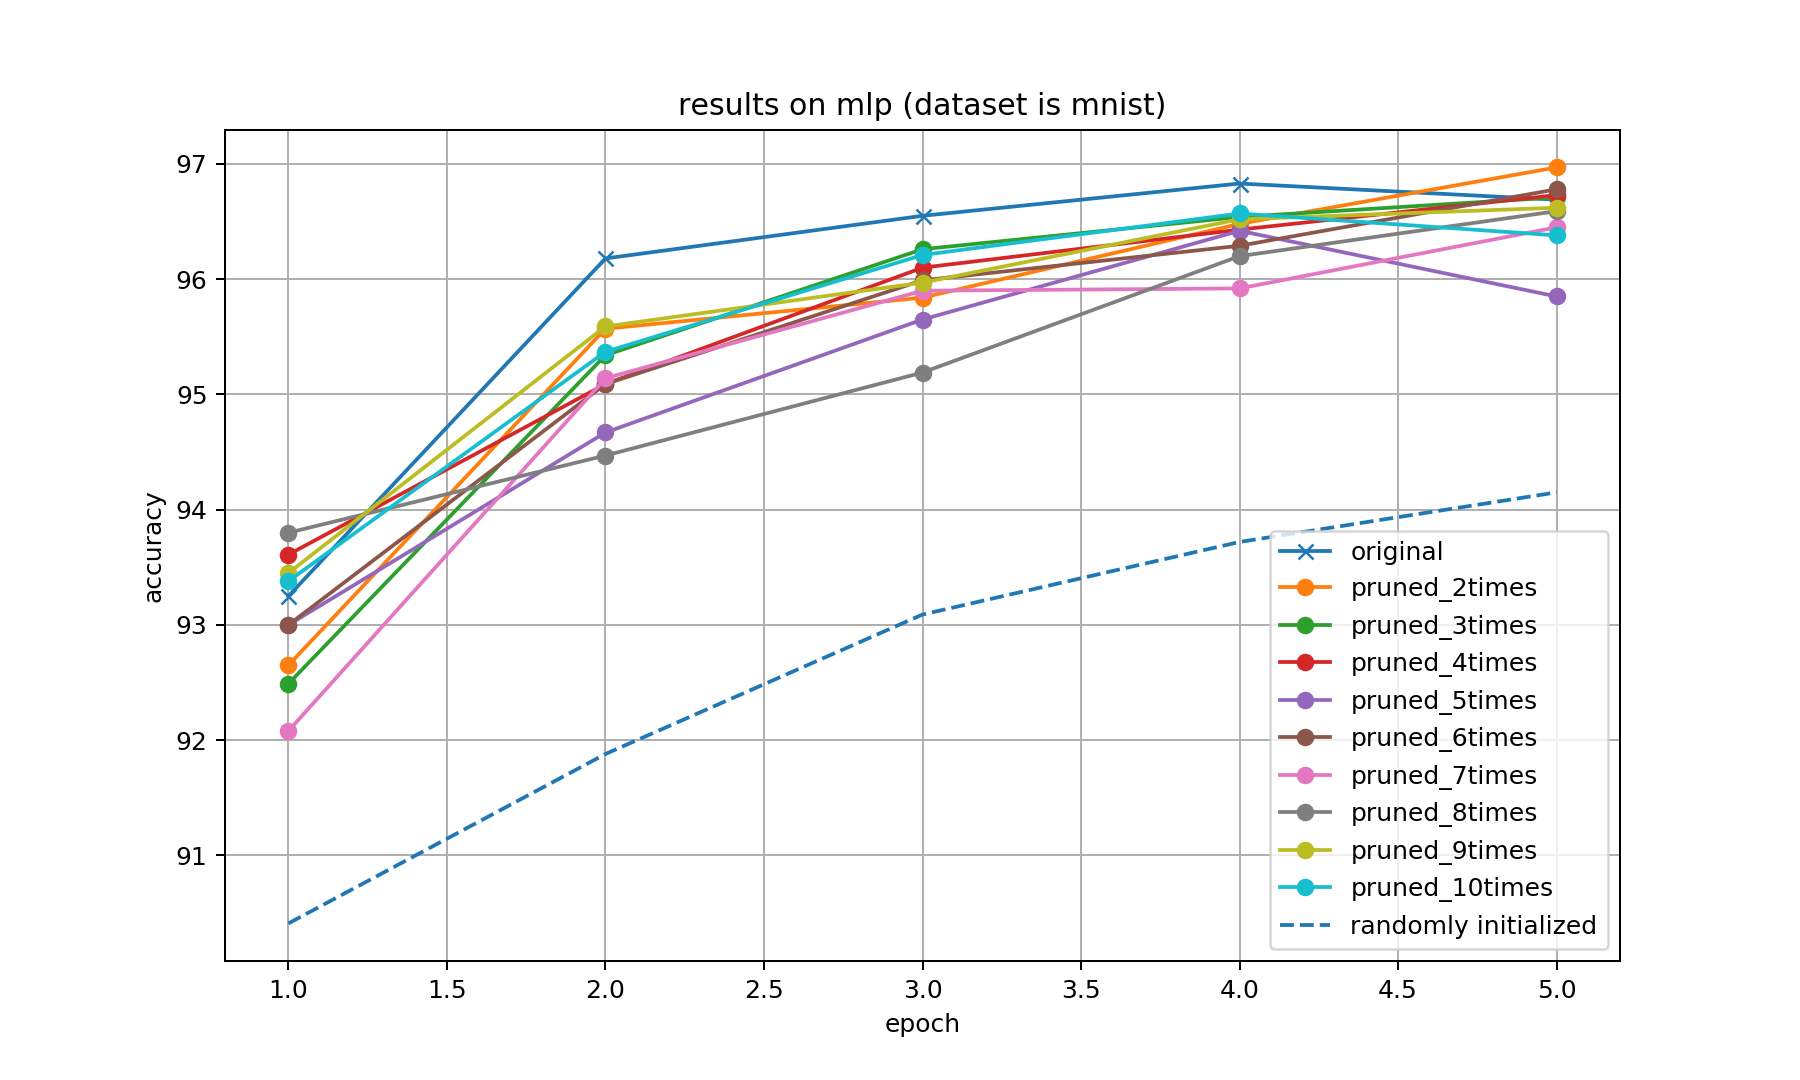 results on mlp (dataset is mnist)
accuracy
97
96
95
94
93
92
91
1.0 1.5 2.0 2.5 3.0 3.5 4.0 4.5 5.0
epoch
original
pruned_2times
pruned_3times
pruned_4times
pruned_5times
pruned_6times
pruned_7times
pruned_8times
pruned_9times
pruned_10times
randomly initialized